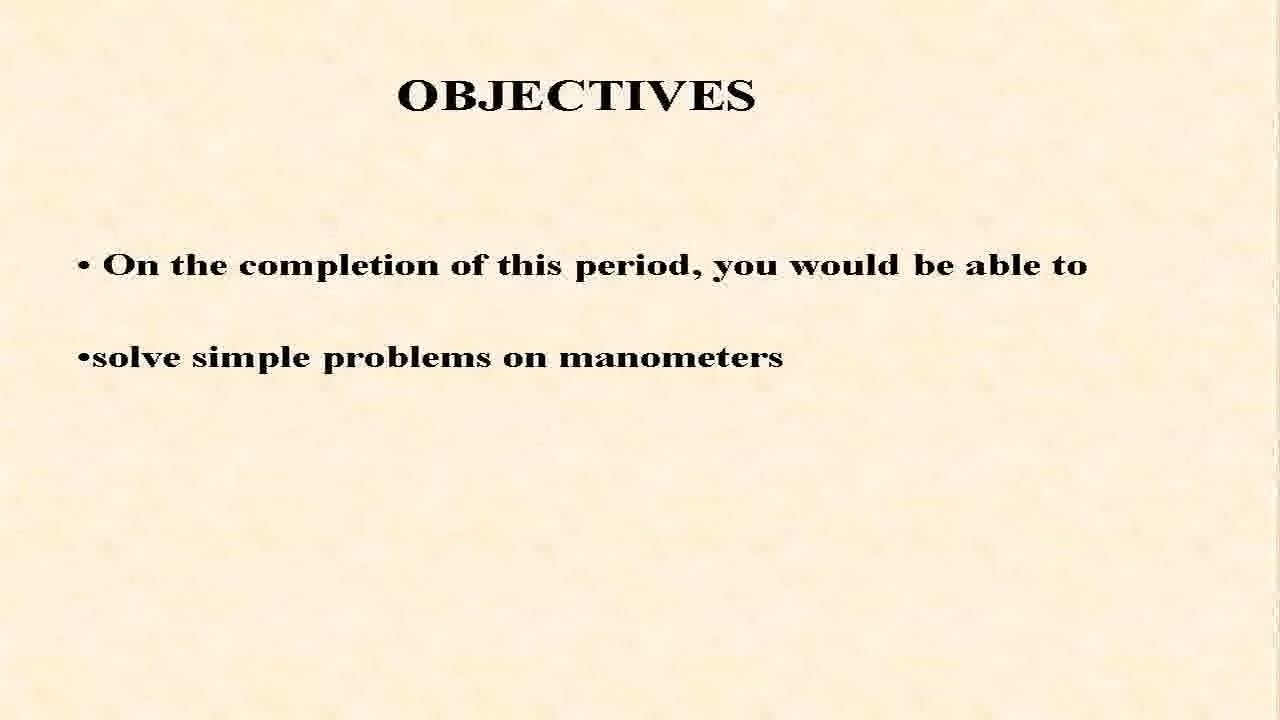 OBJECTIVES
• On the completion of this period, you would be able to
•solve simple problems on manometers